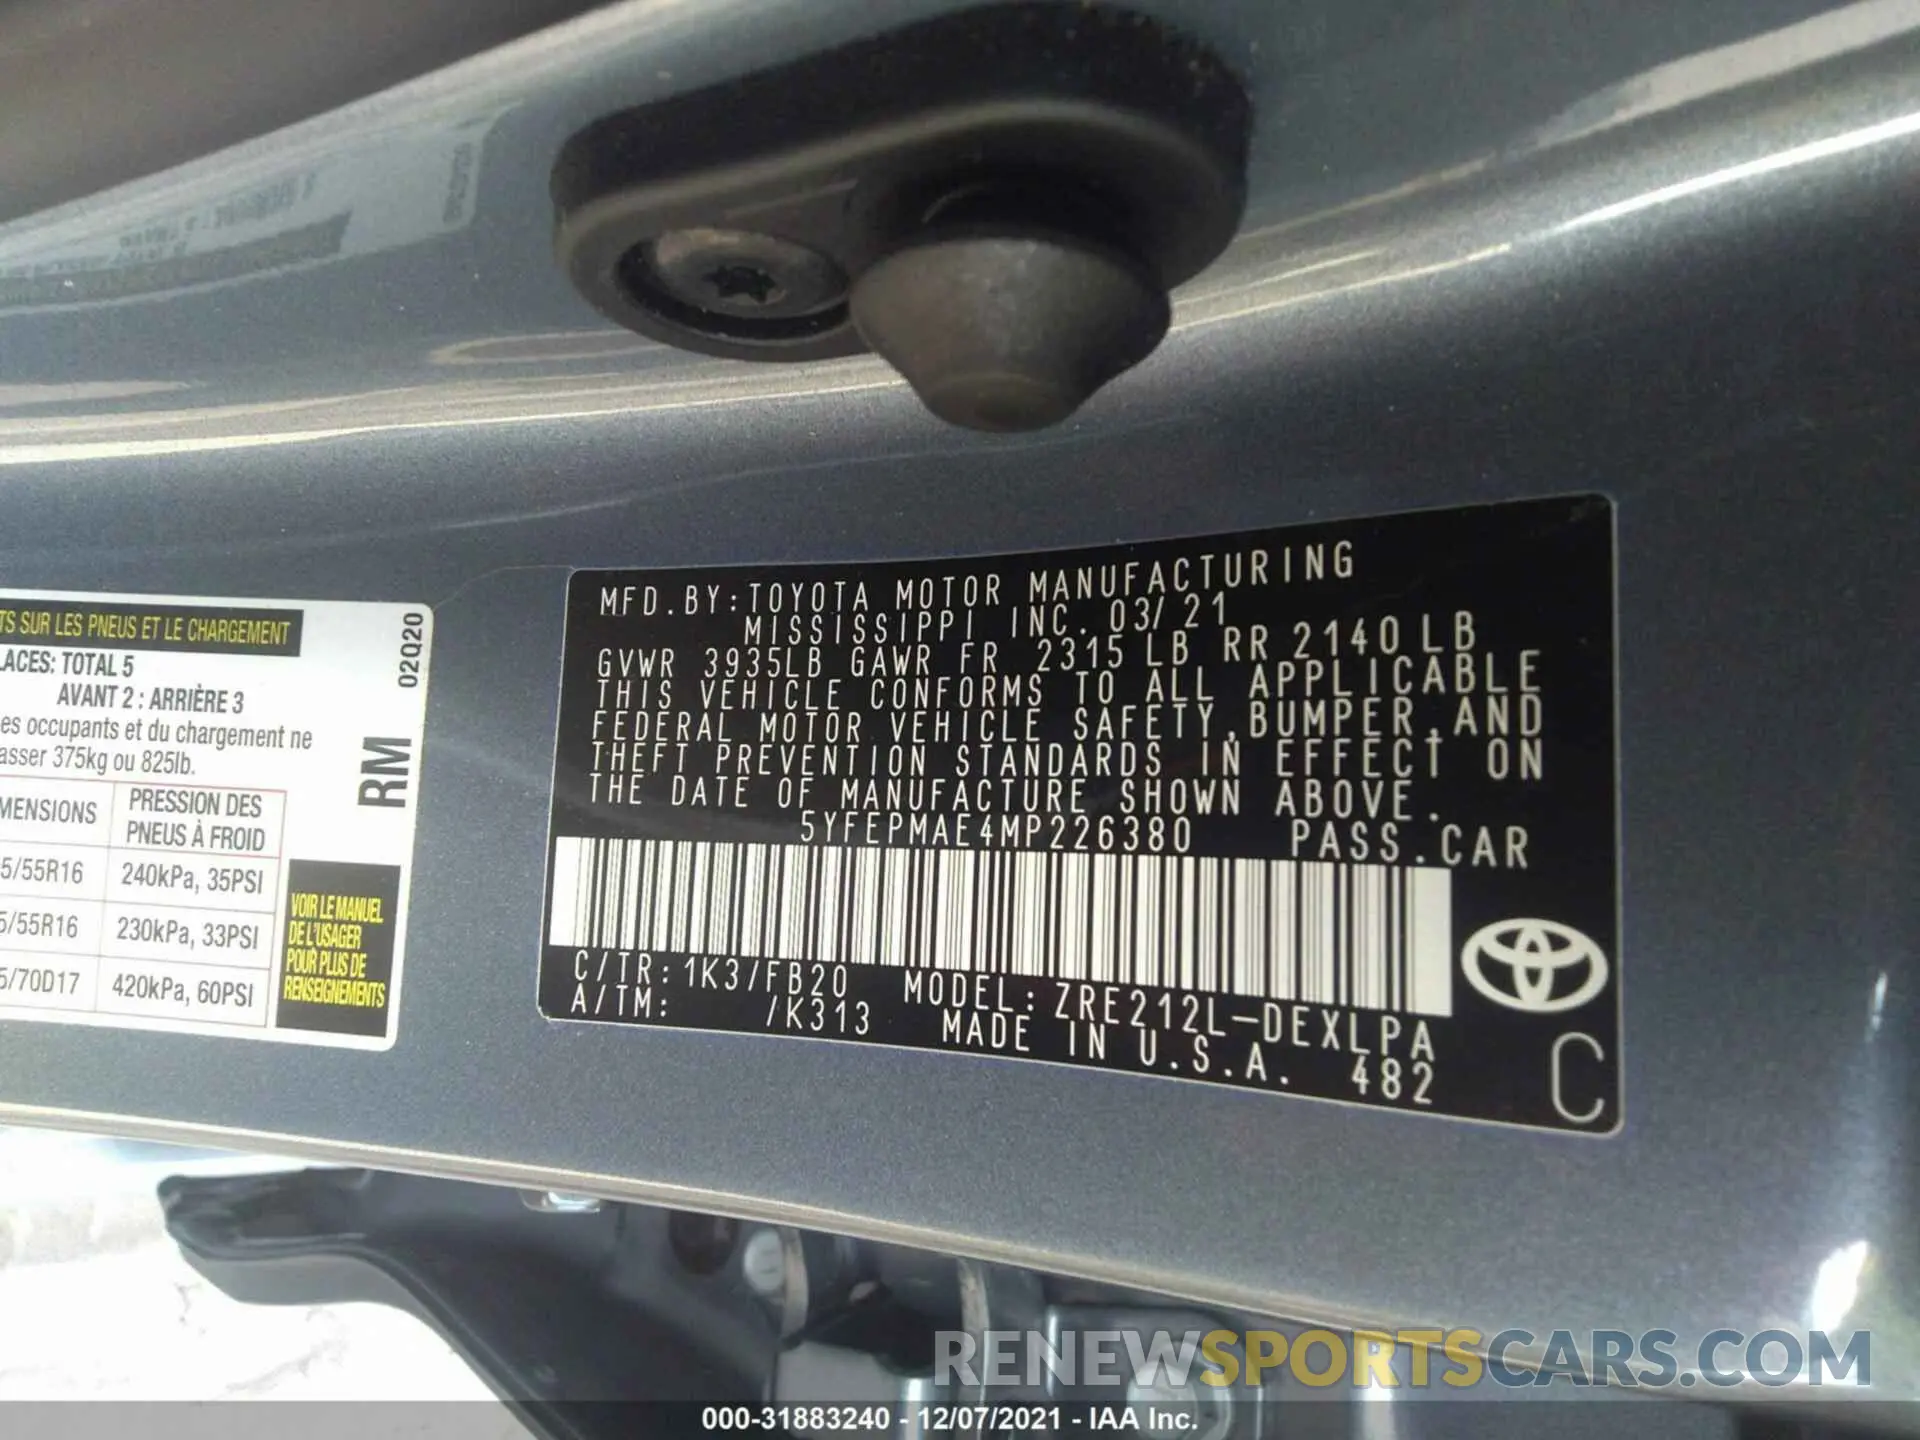 TS SUR LES PNEUS ET LE CHARGEMENT
LACES: TOTAL 5
AVANT 2 : ARRIÈRE 3
es occupants et du chargement ne
asser 375kg ou 825lb.
MENSIONS
PRESSION DES
PNEUS À FROID
5/55R16
240kPa, 35PSI
5/55R16
230kPa, 33PSI
5/70D17
420kPa, 60PSI
VOIR LE MANUEL
DE L'USAGER
POUR PLUS DE
RENSEIGNEMENTS
RM
02Q20
MFD.BY:TOYOTA MOTOR MANUFACTURING
MISSISSIPPI INC. 03/21
GVWR 3935LB GAWR FR 2315LB RR 2140LB
THIS VEHICLE CONFORMS TO ALL APPLICABLE
FEDERAL MOTOR VEHICLE SAFETY,BUMPER,AND
THEFT PREVENTION STANDARDS IN EFFECT ON
THE DATE OF MANUFACTURE SHOWN ABOVE.
5YFEPMAE4MP226380 PASS.CAR
C/TR:1K3/FB20 MODEL:ZRE212L-DEXLPA
A/TM: /K313 MADE IN U.S.A. 482
C
RENEWSPORTSCARS.COM
000-31883240 - 12/07/2021 - IAA Inc.